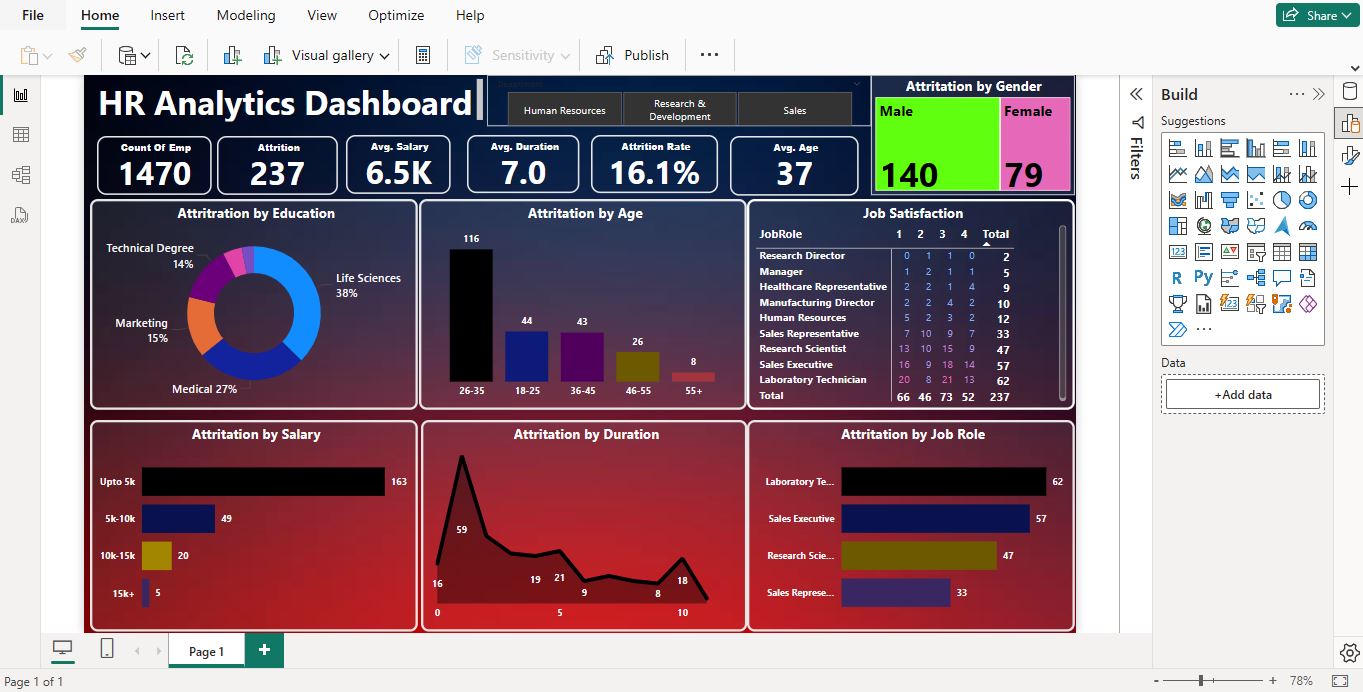 File Home Insert Modeling View Optimize Help Share
Visual gallery Sensitivity Publish
HR Analytics Dashboard
Human Resources
Research &
Development
Sales
Attritation by Gender
Male
140
Female
79
Count Of Emp
1470
Attrition
237
Avg. Salary
6.5K
Avg. Duration
7.0
Attrition Rate
16.1%
Avg. Age
37
Attritration by Education
Technical Degree
14%
Life Sciences
38%
Marketing
15%
Medical 27%
Attritation by Age
116
44
43
26
8
26-35 18-25 36-45 46-55 55+
Job Satisfaction
JobRole 1 2 3 4 Total
Research Director 0 1 1 0 2
Manager 1 2 1 1 5
Healthcare Representative 2 2 1 4 9
Manufacturing Director 2 2 4 2 10
Human Resources 5 2 3 2 12
Sales Representative 7 10 9 7 33
Research Scientist 13 10 15 9 47
Sales Executive 16 9 18 14 57
Laboratory Technician 20 8 21 13 62
Total 66 46 73 52 237
Attritation by Salary
Upto 5k 163
5k-10k 49
10k-15k 20
15k+ 5
Attritation by Duration
59
16
19
21
9
8
18
0 5 10
Attritation by Job Role
Laboratory Te... 62
Sales Executive 57
Research Scie... 47
Sales Represe... 33
Filters
Build
Suggestions
123
R Py
123
Data
+Add data
DAX
Page 1
Page 1 of 1
- + 78%